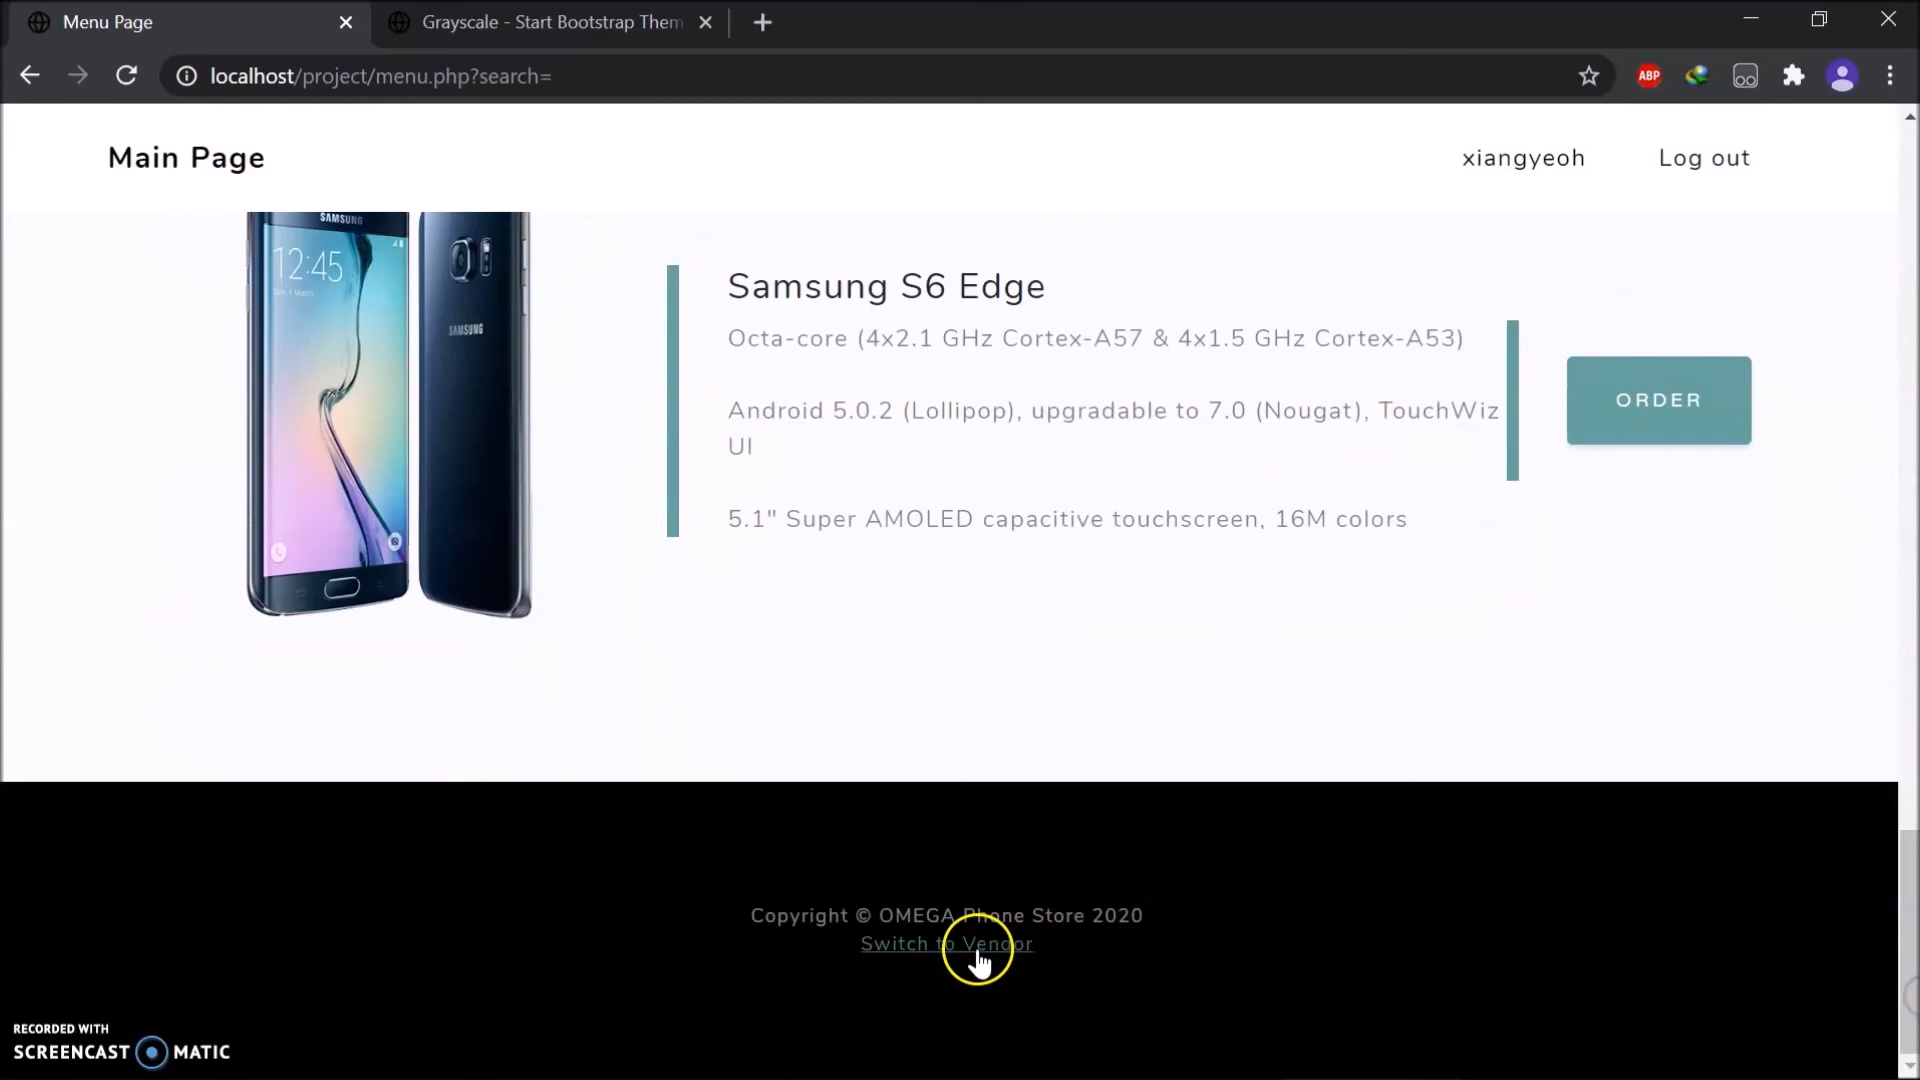 Menu Page
Grayscale - Start Bootstrap Them
localhost/project/menu.php?search=
ABP
Main Page
xiangyeoh
Log out
SAMSUNG
12:45
Sun, 1 March
SAMSUNG
Samsung S6 Edge
Octa-core (4x2.1 GHz Cortex-A57 & 4x1.5 GHz Cortex-A53)
Android 5.0.2 (Lollipop), upgradable to 7.0 (Nougat), TouchWiz
UI
5.1" Super AMOLED capacitive touchscreen, 16M colors
ORDER
Copyright © OMEGA Phone Store 2020
Switch to Vendor
RECORDED WITH
SCREENCAST MATIC